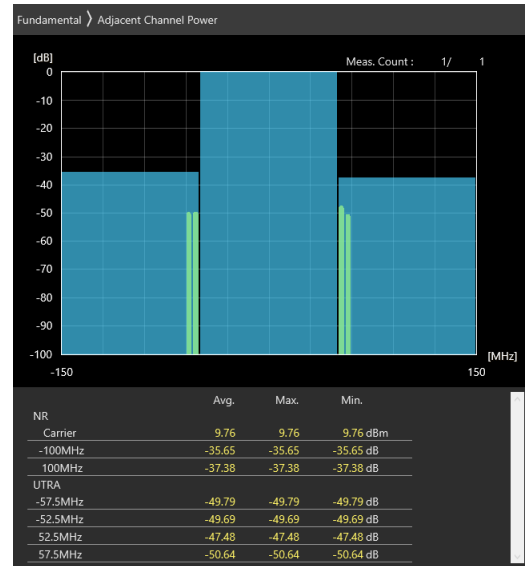 Fundamental 〉 Adjacent Channel Power
[dB]
Meas. Count : 1/ 1
0
-10
-20
-30
-40
-50
-60
-70
-80
-90
-100
[MHz]
-150 150
Avg. Max. Min.
NR
Carrier 9.76 9.76 9.76 dBm
-100MHz -35.65 -35.65 -35.65 dB
100MHz -37.38 -37.38 -37.38 dB
UTRA
-57.5MHz -49.79 -49.79 -49.79 dB
-52.5MHz -49.69 -49.69 -49.69 dB
52.5MHz -47.48 -47.48 -47.48 dB
57.5MHz -50.64 -50.64 -50.64 dB